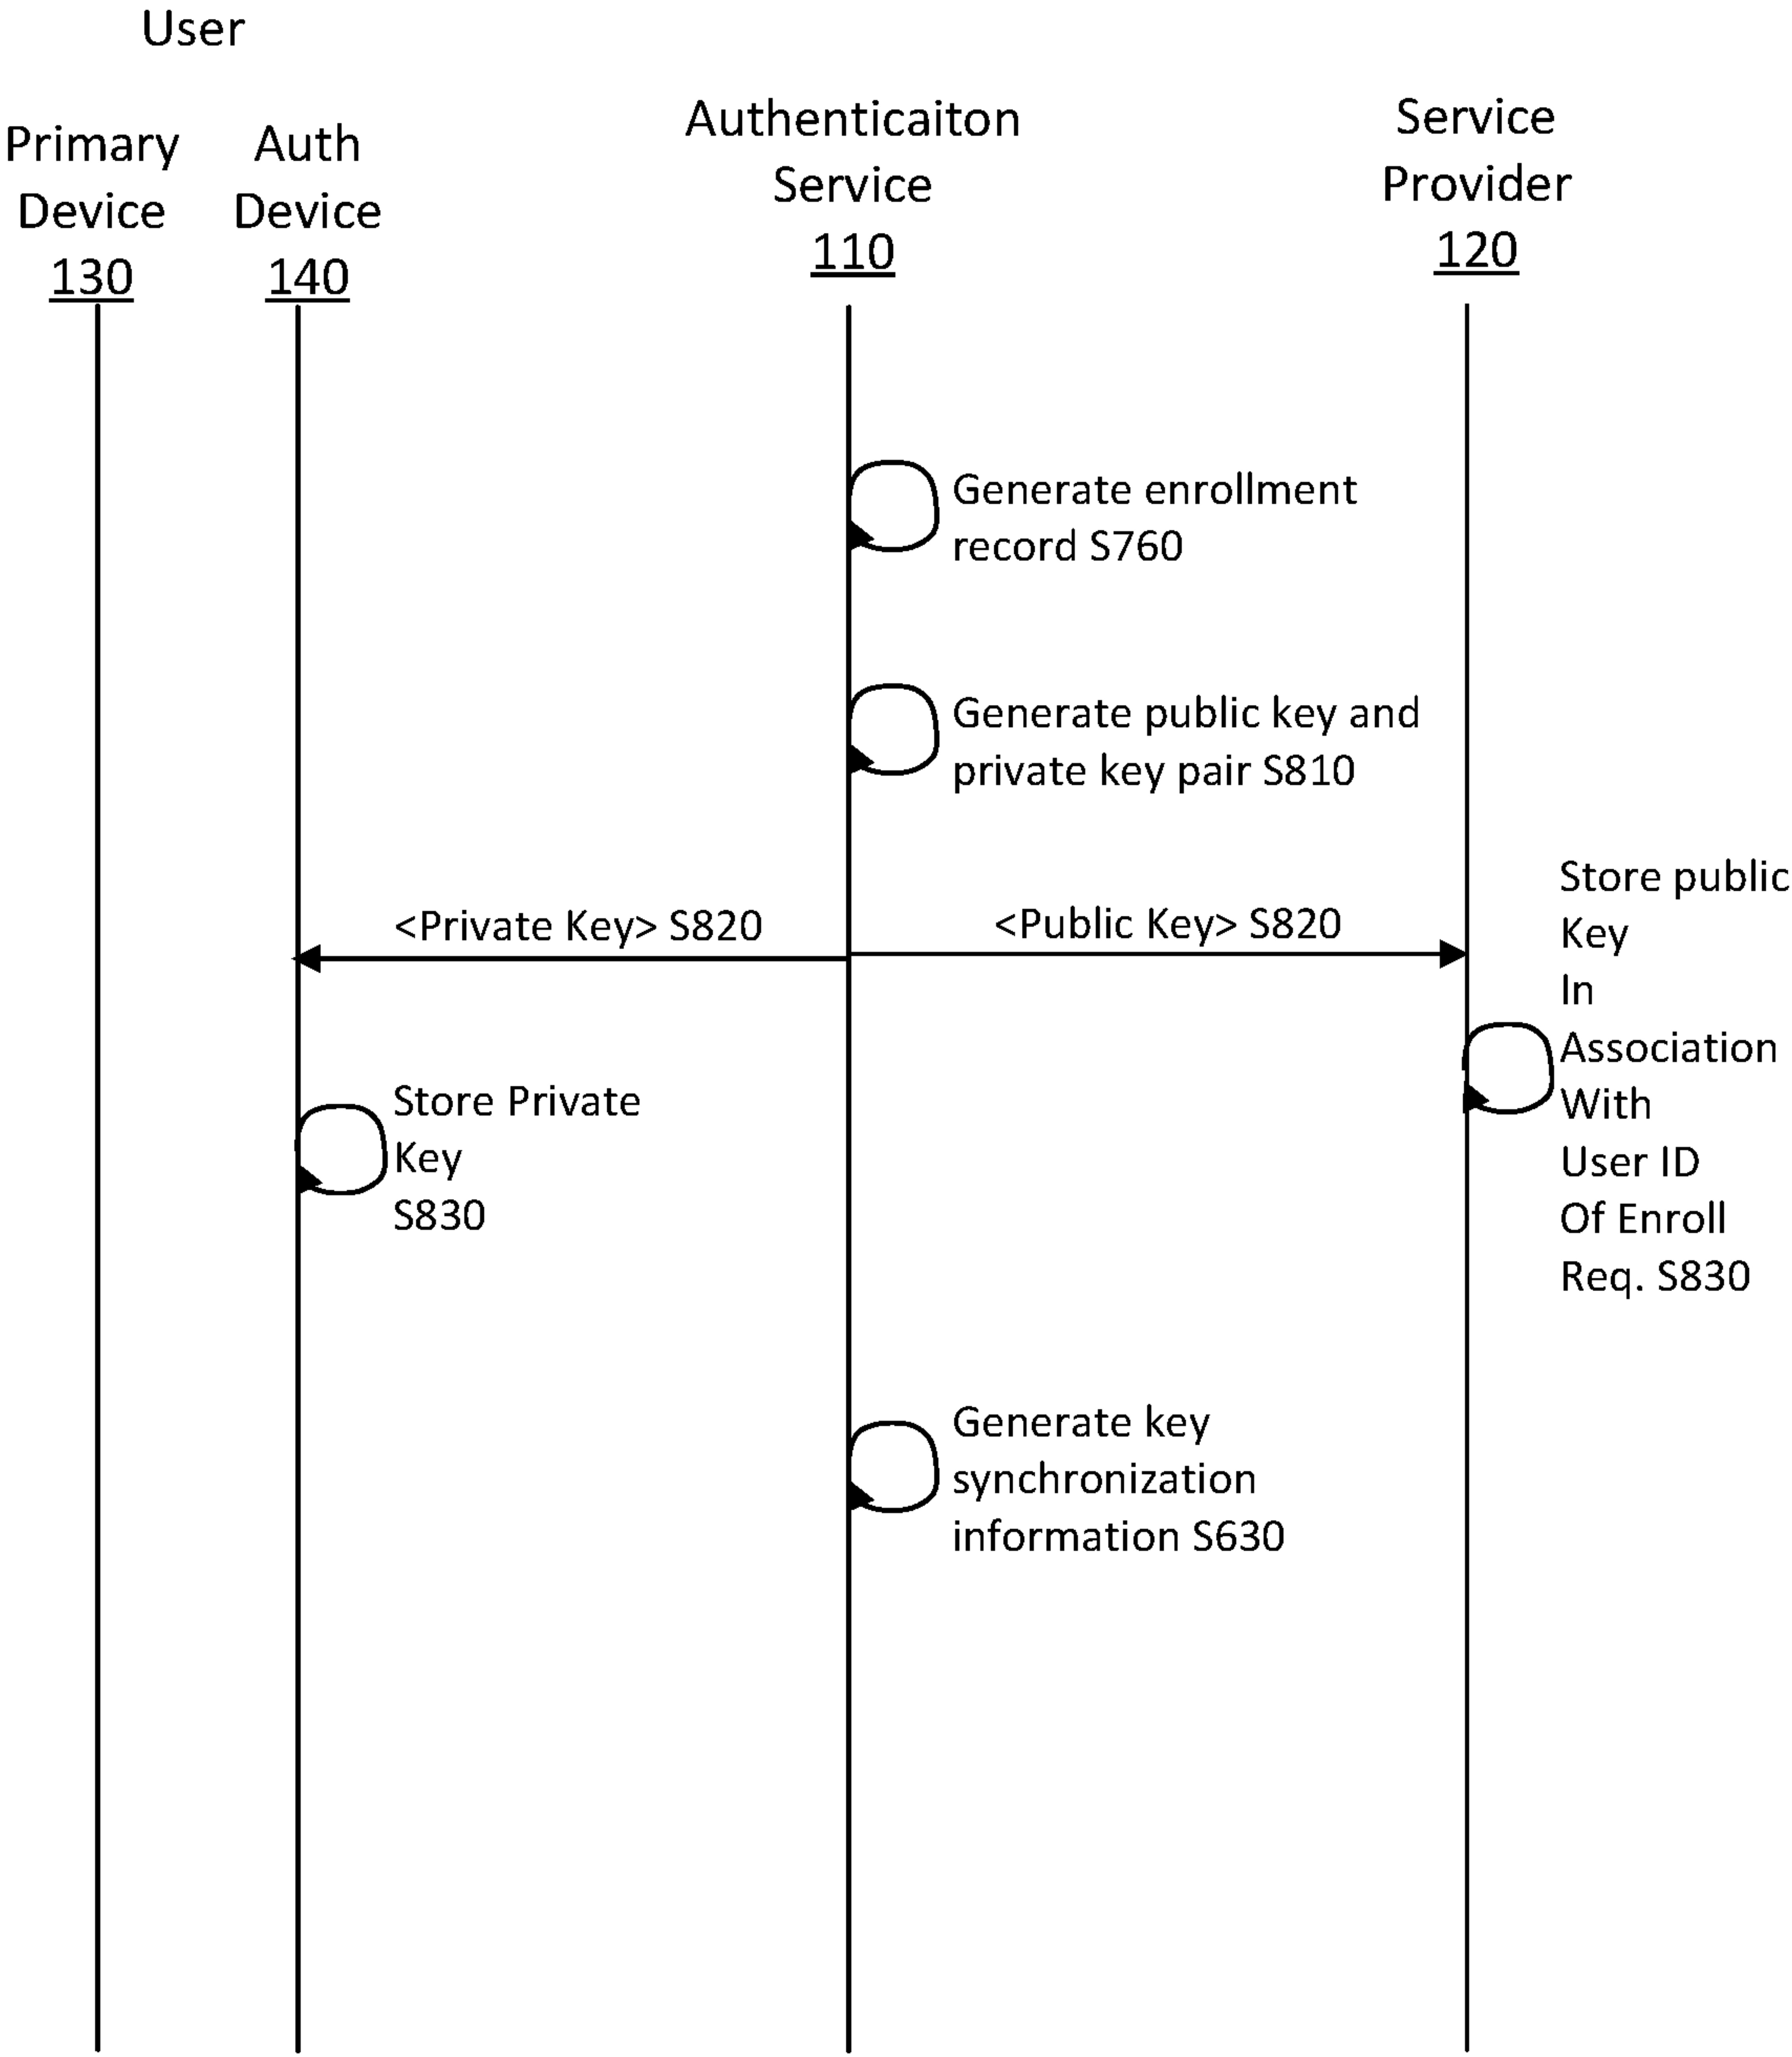 User
Primary
Device
130
Auth
Device
140
Authenticaiton
Service
110
Service
Provider
120
Generate enrollment
record S760
Generate public key and
private key pair S810
<Private Key> S820
<Public Key> S820
Store public
Key
In
Association
With
User ID
Of Enroll
Req. S830
Store Private
Key
S830
Generate key
synchronization
information S630